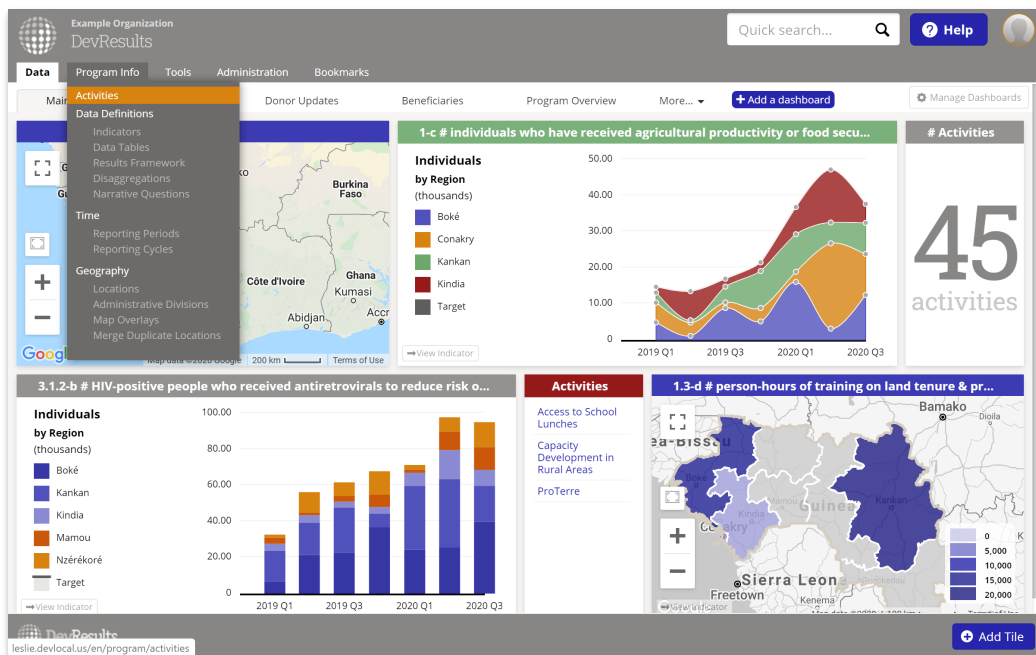 Example Organization
DevResults
Quick search...
Help
Data
Program Info
Tools
Administration
Bookmarks
Activities
Data Definitions
Indicators
Data Tables
Results Framework
Disaggregations
Narrative Questions
Time
Reporting Periods
Reporting Cycles
Geography
Locations
Administrative Divisions
Map Overlays
Merge Duplicate Locations
Donor Updates
Beneficiaries
Program Overview
More...
+ Add a dashboard
Manage Dashboards
Burkina
Faso
Côte d'Ivoire
Ghana
Kumasi
Abidjan
Accr
Goog
Map data ©2020 Google
200 km
Terms of Use
1-c # individuals who have received agricultural productivity or food secu...
Individuals
by Region
(thousands)
Boké
Conakry
Kankan
Kindia
Target
View Indicator
50.00
40.00
30.00
20.00
10.00
0
2019 Q1
2019 Q3
2020 Q1
2020 Q3
# Activities
45
activities
3.1.2-b # HIV-positive people who received antiretrovirals to reduce risk o...
Individuals
by Region
(thousands)
Boké
Kankan
Kindia
Mamou
Nzérékoré
Target
View Indicator
100.00
80.00
60.00
40.00
20.00
0
2019 Q1
2019 Q3
2020 Q1
2020 Q3
Activities
Access to School
Lunches
Capacity
Development in
Rural Areas
ProTerre
1.3-d # person-hours of training on land tenure & pr...
Bamako
Dioila
ea-Bissau
Boké
Mamou
Guinea
Kankan
Kindia
Sierra Leon
Freetown
Kenema
View Indicator
0
5,000
10,000
15,000
20,000
DevResults
Add Tile
leslie.devlocal.us/en/program/activities